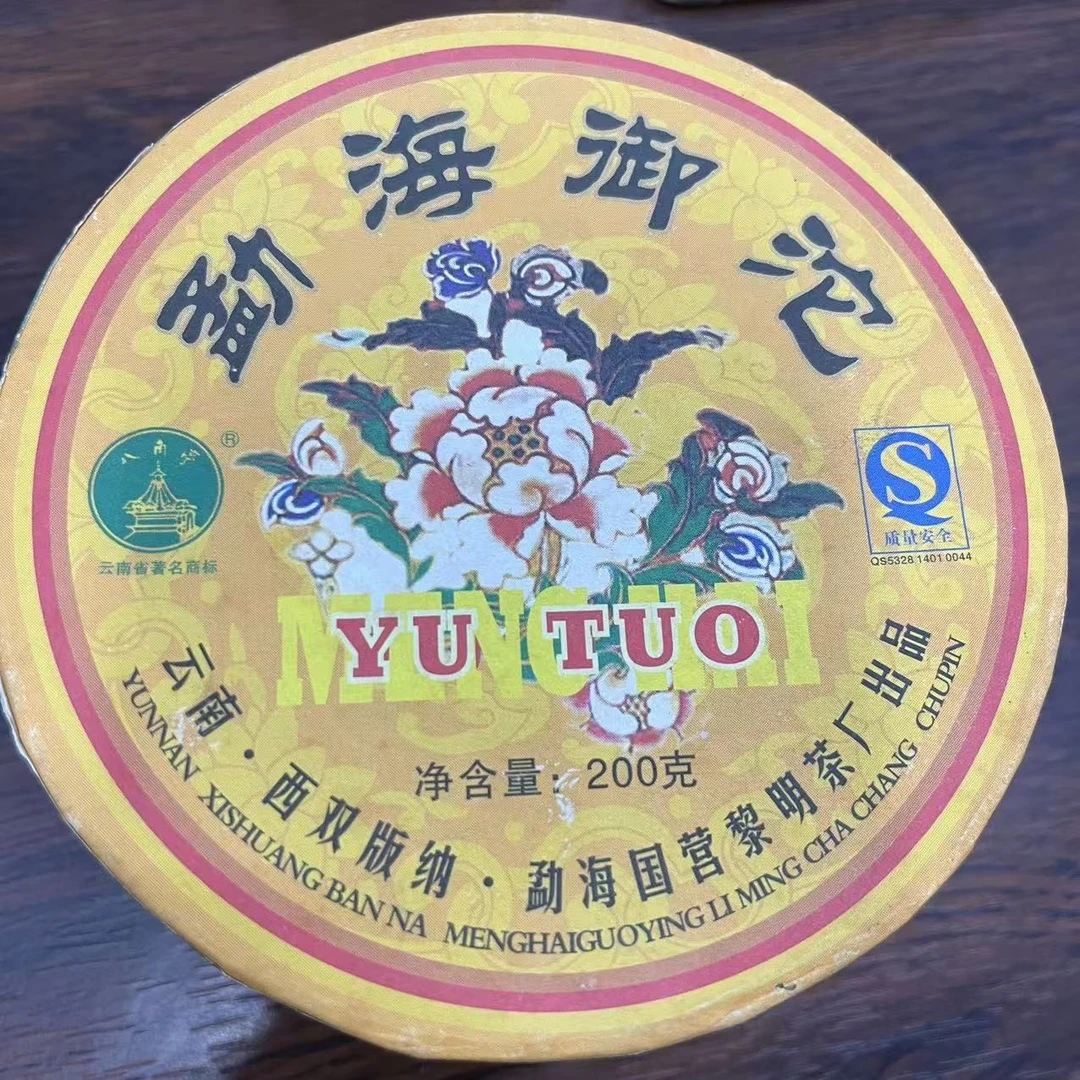 勐海御沱
八角亭
®
云南省著名商标
S
质量安全
QS5328 1401 0044
MENGHAI
YU TUO
净含量：200克
云南·西双版纳·勐海国营黎明茶厂出品
YUNNAN XISHUANG BAN NA MENGHAIGUOYING LI MING CHA CHANG CHUPIN